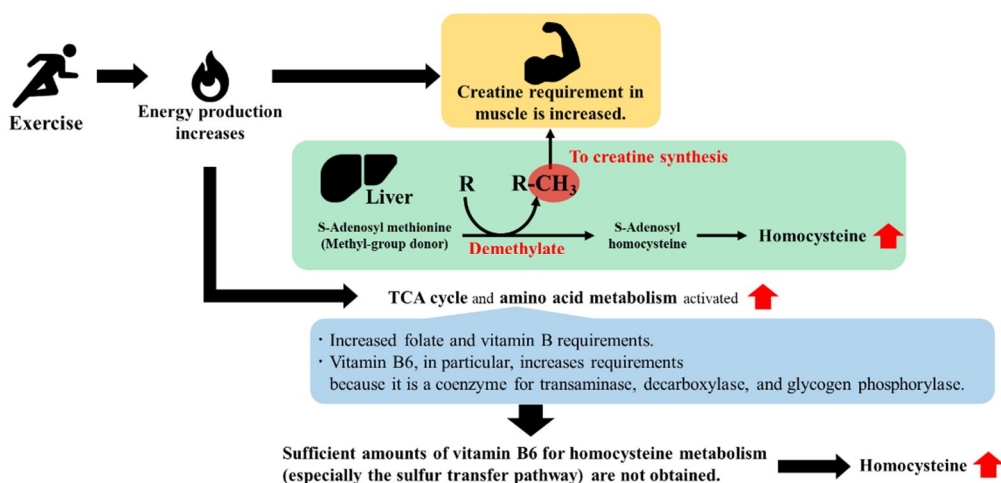 Exercise
Energy production
increases
Creatine requirement in
muscle is increased.
To creatine synthesis
Liver
R
R-CH3
S-Adenosyl methionine
(Methyl-group donor)
Demethylate
S-Adenosyl
homocysteine
Homocysteine
TCA cycle and amino acid metabolism activated
・Increased folate and vitamin B requirements.
・Vitamin B6, in particular, increases requirements
because it is a coenzyme for transaminase, decarboxylase, and glycogen phosphorylase.
Sufficient amounts of vitamin B6 for homocysteine metabolism
(especially the sulfur transfer pathway) are not obtained.
Homocysteine